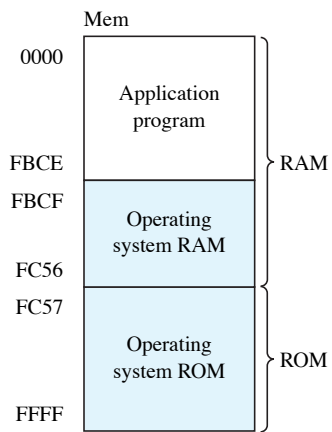 Mem
0000
Application
program
FBCE
RAM
FBCF
Operating
system RAM
FC56
FC57
Operating
system ROM
ROM
FFFF